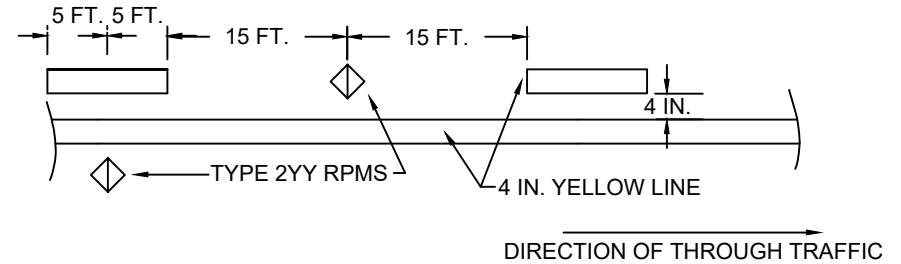 5 FT. 5 FT.
15 FT.
15 FT.
4 IN.
TYPE 2YY RPMS
4 IN. YELLOW LINE
DIRECTION OF THROUGH TRAFFIC